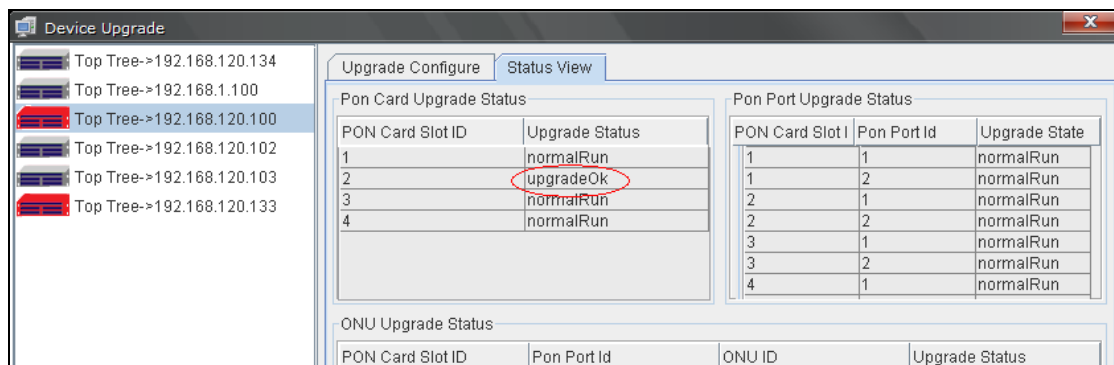 Device Upgrade
Top Tree->192.168.120.134
Top Tree->192.168.1.100
Top Tree->192.168.120.100
Top Tree->192.168.120.102
Top Tree->192.168.120.103
Top Tree->192.168.120.133
Upgrade Configure Status View
Pon Card Upgrade Status
PON Card Slot ID Upgrade Status
1 normalRun
2 upgradeOk
3 normalRun
4 normalRun
Pon Port Upgrade Status
PON Card Slot I Pon Port Id Upgrade State
1 1 normalRun
1 2 normalRun
2 1 normalRun
2 2 normalRun
3 1 normalRun
3 2 normalRun
4 1 normalRun
ONU Upgrade Status
PON Card Slot ID Pon Port Id ONU ID Upgrade Status